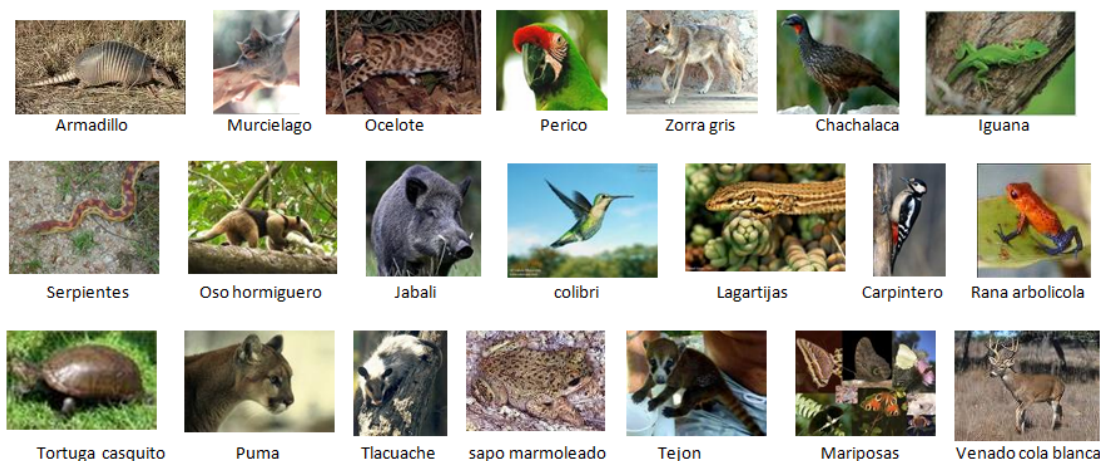 Armadillo Murcielago Ocelote Perico Zorra gris Chachalaca Iguana
Serpientes Oso hormiguero Jabali colibri Lagartijas Carpintero Rana arbolicola
Tortuga casquito Puma Tlacuache sapo marmoleado Tejon Mariposas Venado cola blanca